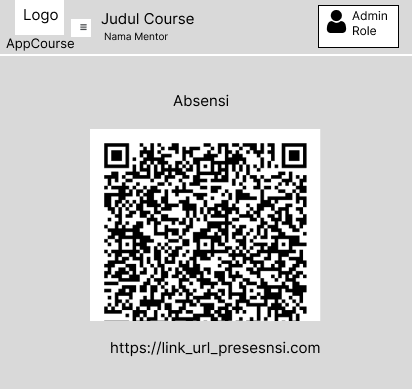 Logo
AppCourse
Judul Course
Nama Mentor
Admin
Role
Absensi
https://link_url_presesnsi.com